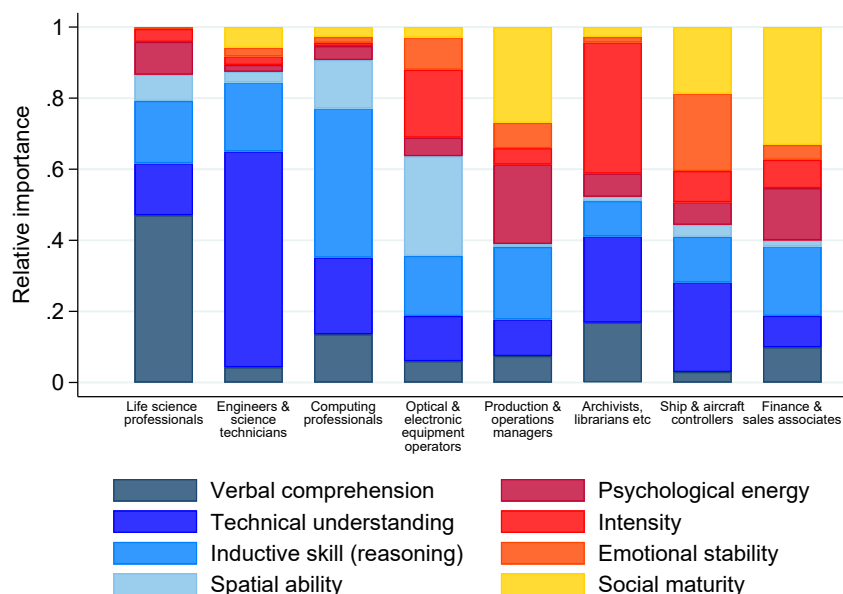 1
.8
.6
.4
.2
0
Relative importance
Life science
professionals
Engineers &
science
technicians
Computing
professionals
Optical &
electronic
equipment
operators
Production &
operations
managers
Archivists,
librarians etc
Ship & aircraft
controllers
Finance &
sales associates
Verbal comprehension
Psychological energy
Technical understanding
Intensity
Inductive skill (reasoning)
Emotional stability
Spatial ability
Social maturity